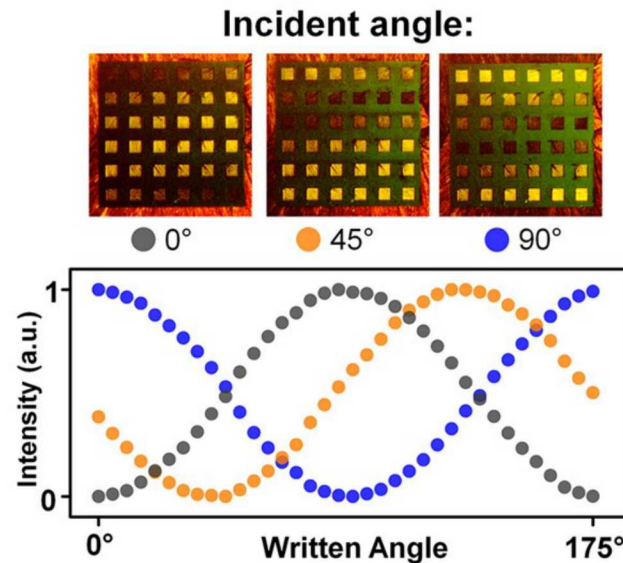 Incident angle:
0° 45° 90°
1
Intensity (a.u.)
0
0° Written Angle 175°